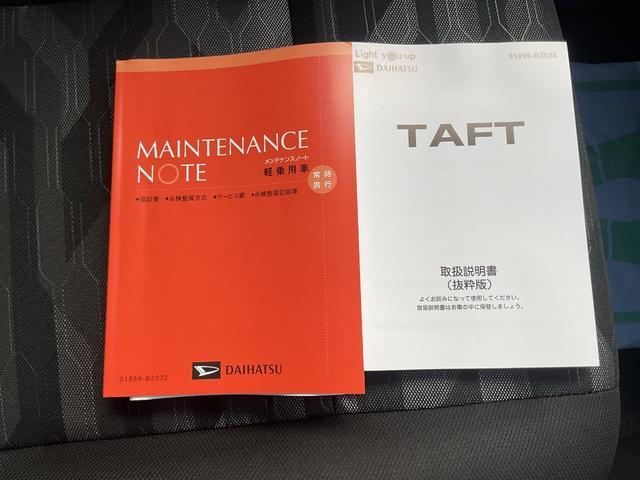 MAINTENANCE
NOTE
メンテナンスノート
軽乗用車
常時
携行
●保証書 ●点検整備方式 ●サービス網 ●点検整備記録簿
01989-B2032
DAIHATSU
Light you up
DAIHATSU
01999-B2038
TAFT
取扱説明書
(抜粋版)
よくお読みになって使用してください。
取扱説明書はお車の中に保管しましょう。